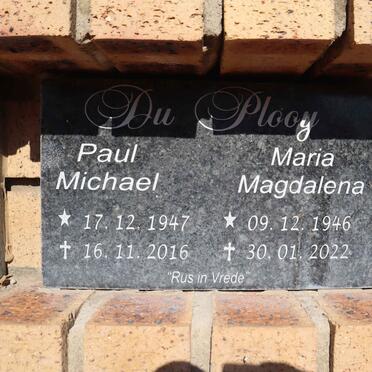 Du Plooy
Paul Michael
Maria Magdalena
★ 17. 12. 1947
✝ 16. 11. 2016
★ 09. 12. 1946
✝ 30. 01. 2022
"Rus in Vrede"